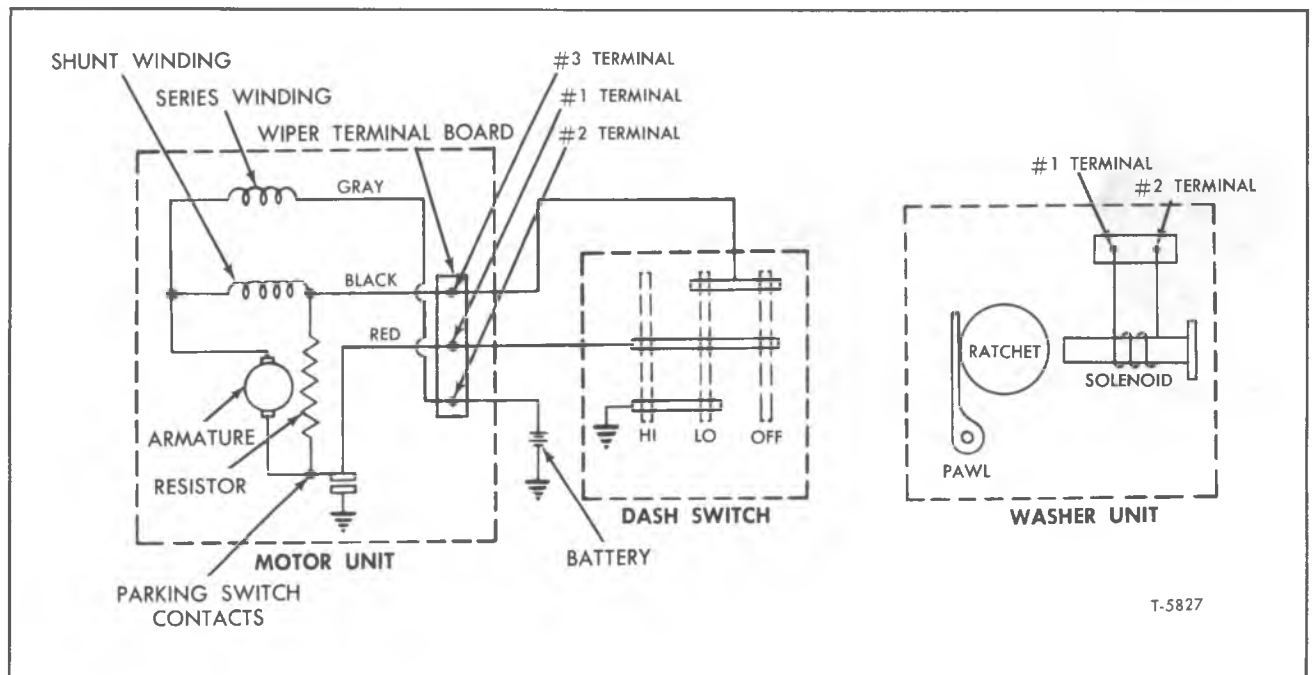 SHUNT WINDING
SERIES WINDING
WIPER TERMINAL BOARD
#3 TERMINAL
#1 TERMINAL
#2 TERMINAL
GRAY
BLACK
RED
ARMATURE
RESISTOR
MOTOR UNIT
PARKING SWITCH
CONTACTS
BATTERY
HI LO OFF
DASH SWITCH
#1 TERMINAL
#2 TERMINAL
RATCHET
SOLENOID
PAWL
WASHER UNIT
T-5827